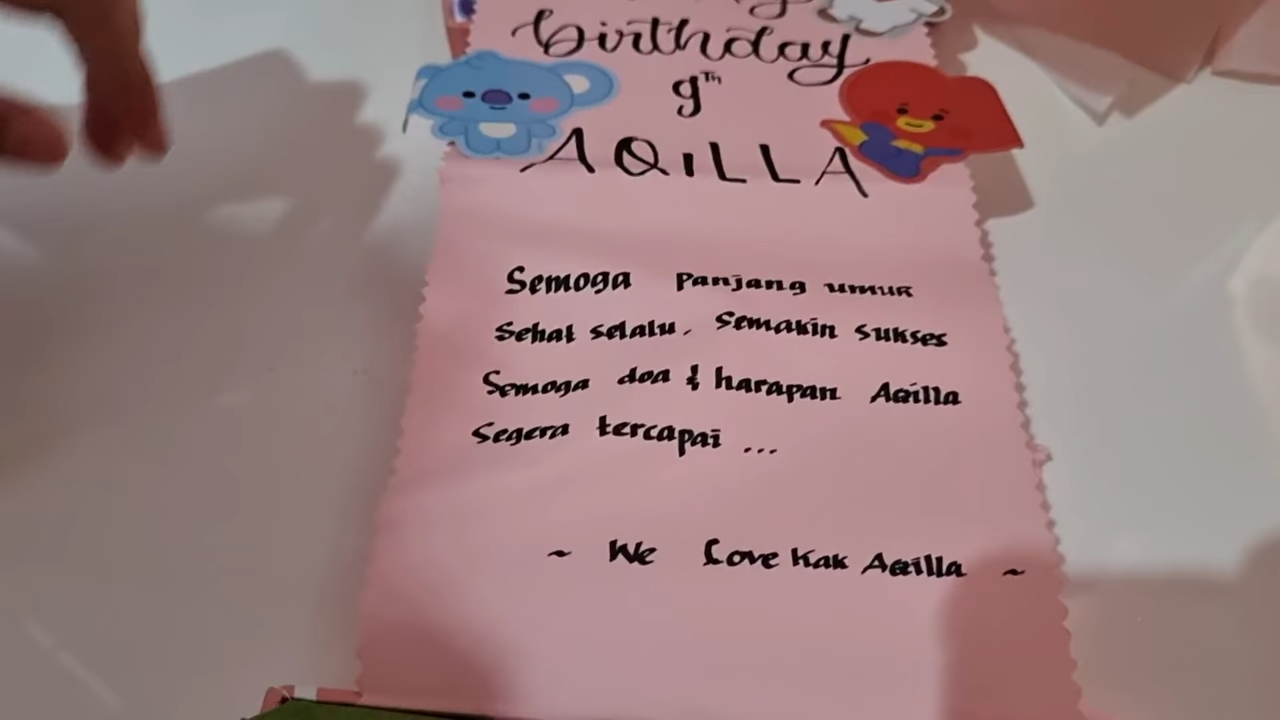 birthday
9Th
AQILLA
Semoga Panjang umur
Sehat selalu, Semakin Sukses
Semoga doa & harapan Aqilla
Segera tercapai ...
~ We Love Kak Aqilla ~